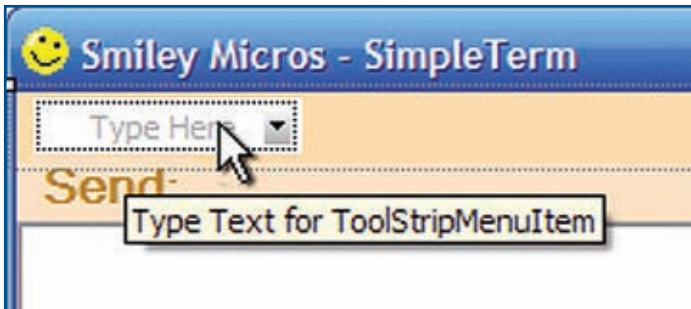 Smiley Micros - SimpleTerm
Type Here
Send:
Type Text for ToolStripMenuItem